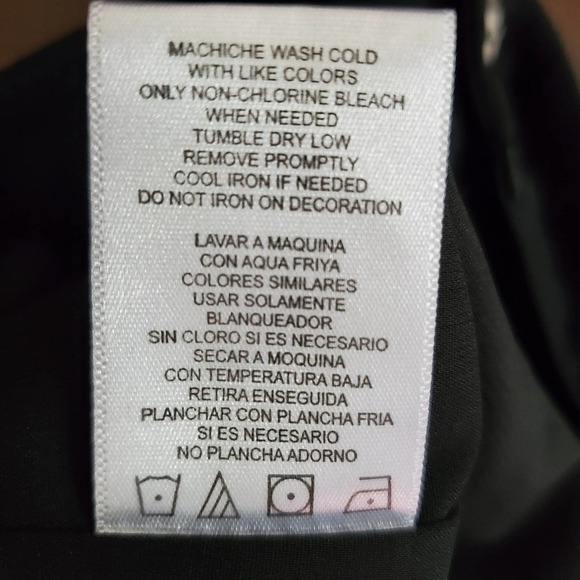 MACHICHE WASH COLD
WITH LIKE COLORS
ONLY NON-CHLORINE BLEACH
WHEN NEEDED
TUMBLE DRY LOW
REMOVE PROMPTLY
COOL IRON IF NEEDED
DO NOT IRON ON DECORATION
LAVAR A MAQUINA
CON AQUA FRIYA
COLORES SIMILARES
USAR SOLAMENTE
BLANQUEADOR
SIN CLORO SI ES NECESARIO
SECAR A MOQUINA
CON TEMPERATURA BAJA
RETIRA ENSEGUIDA
PLANCHAR CON PLANCHA FRIA
SI ES NECESARIO
NO PLANCHA ADORNO